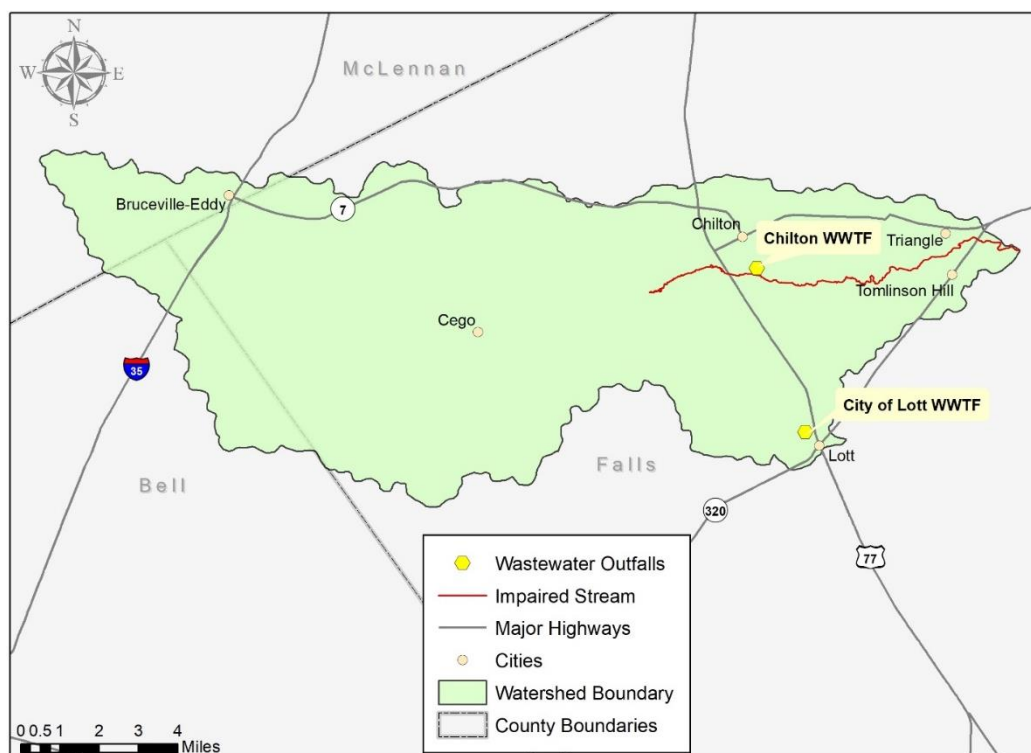 N
W E
S
McLennan
Bruceville-Eddy
7
Chilton
Chilton WWTF
Triangle
Tomlinson Hill
Cego
35
City of Lott WWTF
Lott
Falls
Bell
320
77
Wastewater Outfalls
Impaired Stream
Major Highways
Cities
Watershed Boundary
County Boundaries
0 0.5 1 2 3 4
Miles